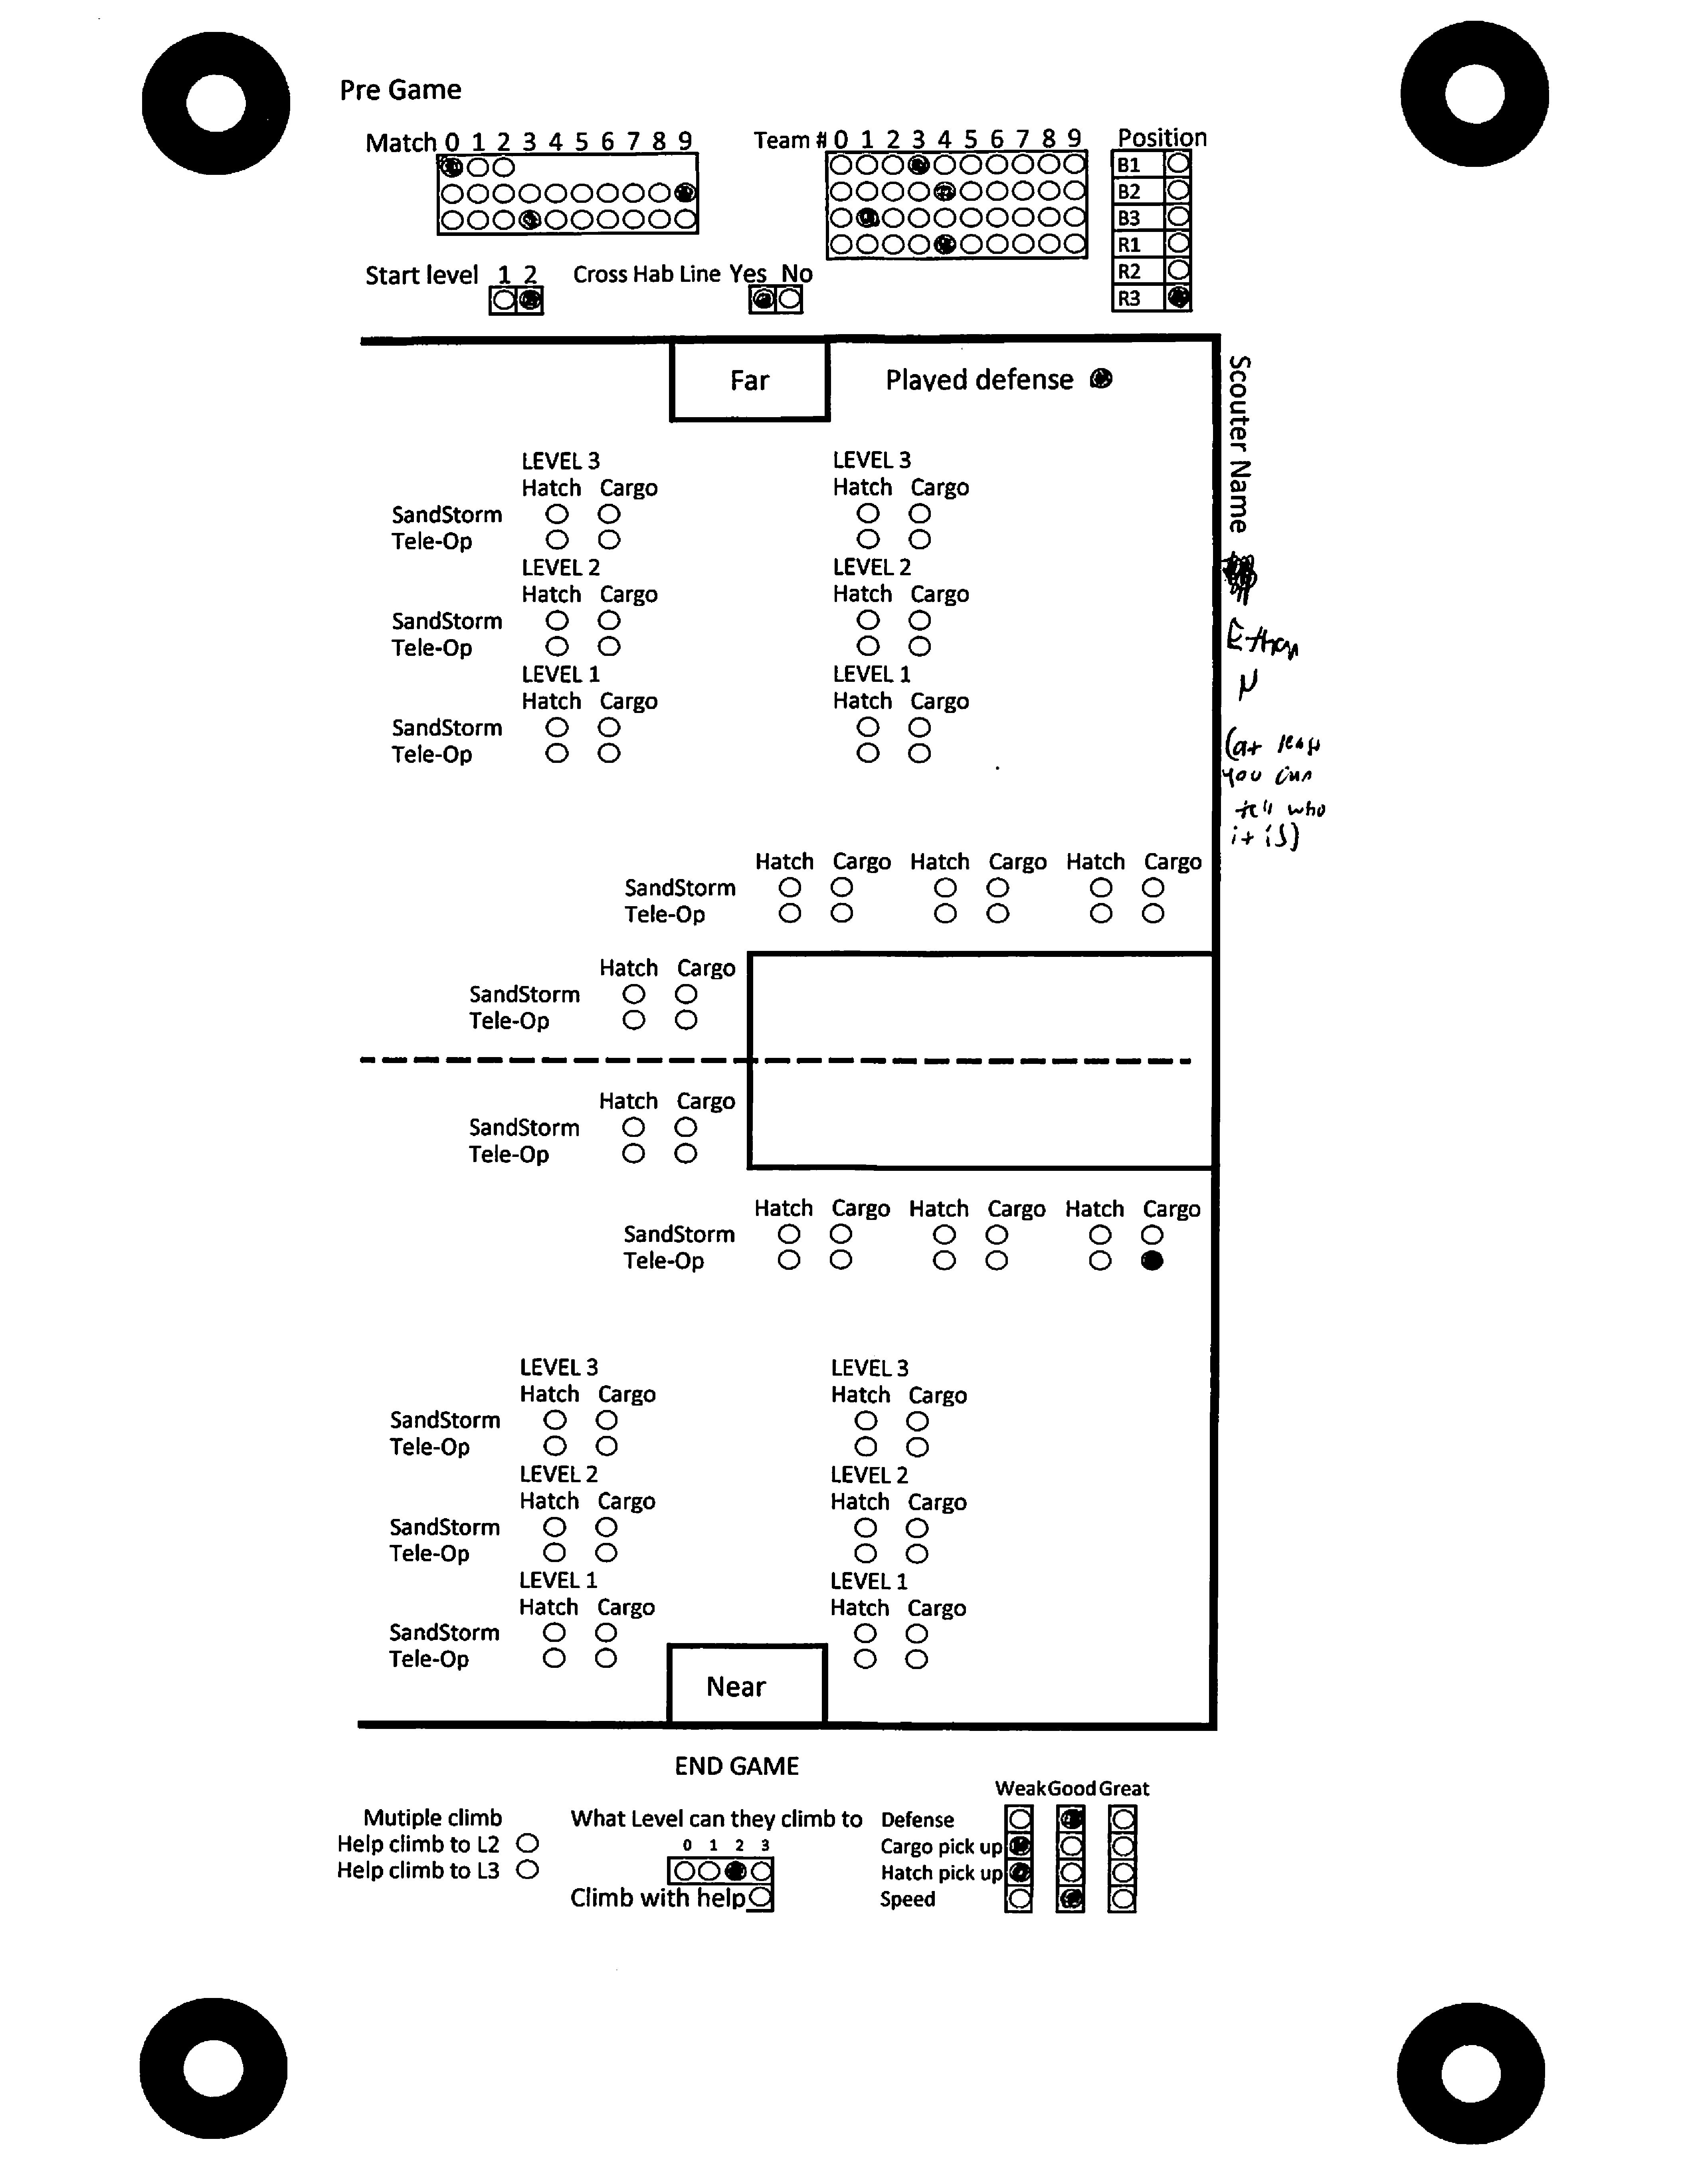 Pre Game
Match 0 1 2 3 4 5 6 7 8 9
Team # 0 1 2 3 4 5 6 7 8 9
Position
B1
B2
B3
R1
R2
R3
Start level 1 2
Cross Hab Line Yes No
Far
Played defense
Scouter Name
Ethan
N
(at least
you can
tell who
it is)
LEVEL 3 LEVEL 3
Hatch Cargo Hatch Cargo
SandStorm
Tele-Op
LEVEL 2 LEVEL 2
Hatch Cargo Hatch Cargo
SandStorm
Tele-Op
LEVEL 1 LEVEL 1
Hatch Cargo Hatch Cargo
SandStorm
Tele-Op
Hatch Cargo Hatch Cargo Hatch Cargo
SandStorm
Tele-Op
Hatch Cargo
SandStorm
Tele-Op
Hatch Cargo
SandStorm
Tele-Op
Hatch Cargo Hatch Cargo Hatch Cargo
SandStorm
Tele-Op
LEVEL 3 LEVEL 3
Hatch Cargo Hatch Cargo
SandStorm
Tele-Op
LEVEL 2 LEVEL 2
Hatch Cargo Hatch Cargo
SandStorm
Tele-Op
LEVEL 1 LEVEL 1
Hatch Cargo Hatch Cargo
SandStorm
Tele-Op
Near
END GAME
Mutiple climb
Help climb to L2
Help climb to L3
What Level can they climb to
0 1 2 3
Climb with help
Weak Good Great
Defense
Cargo pick up
Hatch pick up
Speed